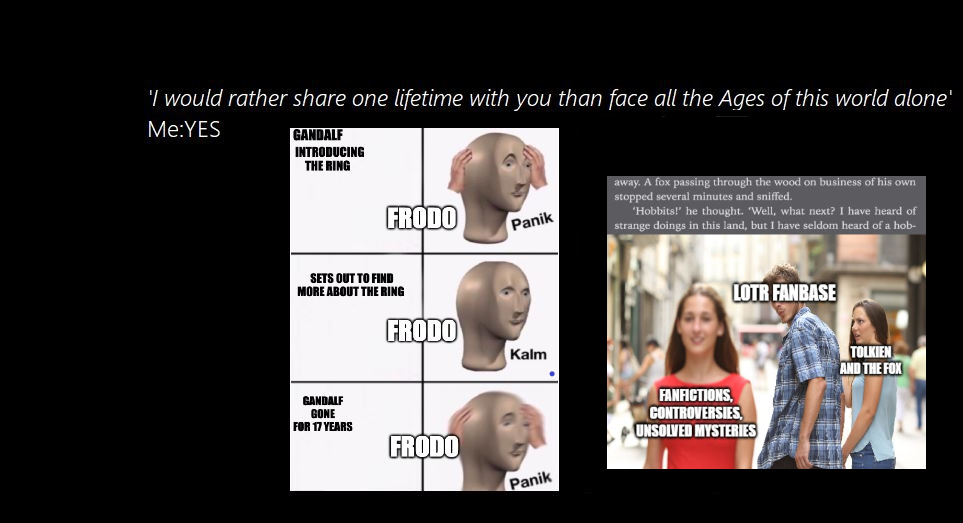 'I would rather share one lifetime with you than face all the Ages of this world alone'
Me:YES
GANDALF
INTRODUCING
THE RING
FRODO
Panik
SETS OUT TO FIND
MORE ABOUT THE RING
FRODO
Kalm
GANDALF
GONE
FOR 17 YEARS
FRODO
Panik
away. A fox passing through the wood on business of his own
stopped several minutes and sniffed.
'Hobbits!' he thought. 'Well, what next? I have heard of
strange doings in this land, but I have seldom heard of a hob-
LOTR FANBASE
TOLKIEN
AND THE FOX
FANFICTIONS,
CONTROVERSIES,
UNSOLVED MYSTERIES